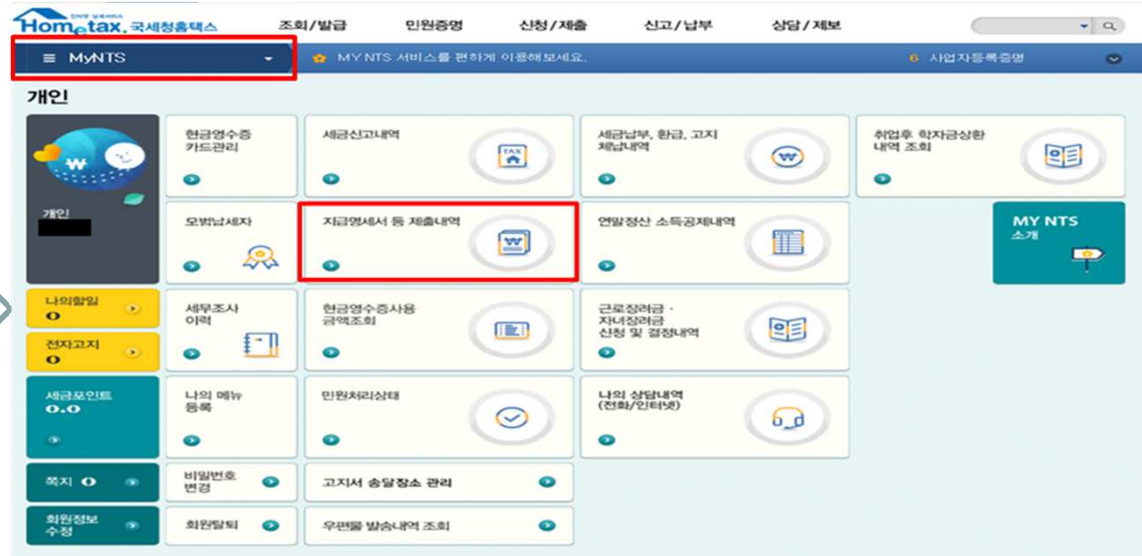 Hometax. 국세청홈택스
조회/발급 민원증명 신청/제출 신고/납부 상담/제보
MyNTS
MY NTS 서비스를 편하게 이용해보세요.
6 사업자등록증명
개인
개인
현금영수증
카드관리
세금신고내역
TAX
세금납부, 환급, 고지
체납내역
취업후 학자금상환
내역 조회
모범납세자
지급명세서 등 제출내역
연말정산 소득공제내역
MY NTS
소개
나의할일
0
전자고지
0
세무조사
이력
현금영수증사용
금액조회
근로장려금 ·
자녀장려금
신청 및 결정내역
세금포인트
0.0
나의 메뉴
등록
민원처리상태
나의 상담내역
(전화/인터넷)
쪽지 0
비밀번호
변경
고지서 송달장소 관리
회원정보
수정
회원탈퇴
우편물 발송내역 조회